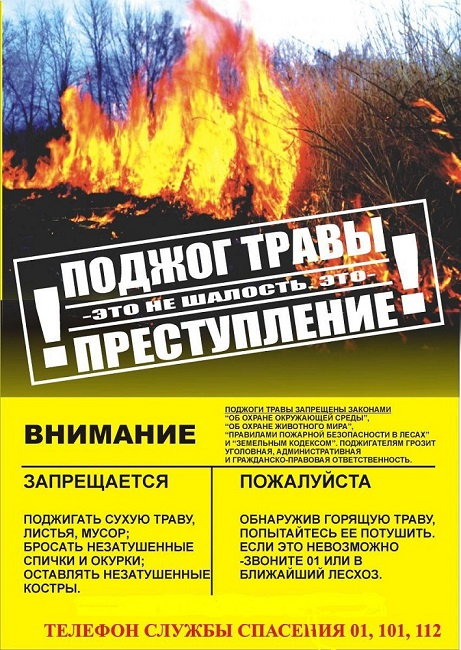 ПОДЖОГ ТРАВЫ
-ЭТО НЕ ШАЛОСТЬ. ЭТО-
ПРЕСТУПЛЕНИЕ
! !
ВНИМАНИЕ
ПОДЖОГИ ТРАВЫ ЗАПРЕЩЕНЫ ЗАКОНАМИ
"ОБ ОХРАНЕ ОКРУЖАЮЩЕЙ СРЕДЫ",
"ОБ ОХРАНЕ ЖИВОТНОГО МИРА",
"ПРАВИЛАМИ ПОЖАРНОЙ БЕЗОПАСНОСТИ В ЛЕСАХ"
И "ЗЕМЕЛЬНЫМ КОДЕКСОМ". ПОДЖИГАТЕЛЯМ ГРОЗИТ
УГОЛОВНАЯ, АДМИНИСТРАТИВНАЯ
И ГРАЖДАНСКО-ПРАВОВАЯ ОТВЕТСТВЕННОСТЬ.
ЗАПРЕЩАЕТСЯ
ПОДЖИГАТЬ СУХУЮ ТРАВУ,
ЛИСТЬЯ, МУСОР;
БРОСАТЬ НЕЗАТУШЕННЫЕ
СПИЧКИ И ОКУРКИ;
ОСТАВЛЯТЬ НЕЗАТУШЕННЫЕ
КОСТРЫ.
ПОЖАЛУЙСТА
ОБНАРУЖИВ ГОРЯЩУЮ ТРАВУ,
ПОПЫТАЙТЕСЬ ЕЕ ПОТУШИТЬ.
ЕСЛИ ЭТО НЕВОЗМОЖНО
-ЗВОНИТЕ 01 ИЛИ В
БЛИЖАЙШИЙ ЛЕСХОЗ.
ТЕЛЕФОН СЛУЖБЫ СПАСЕНИЯ 01, 101, 112